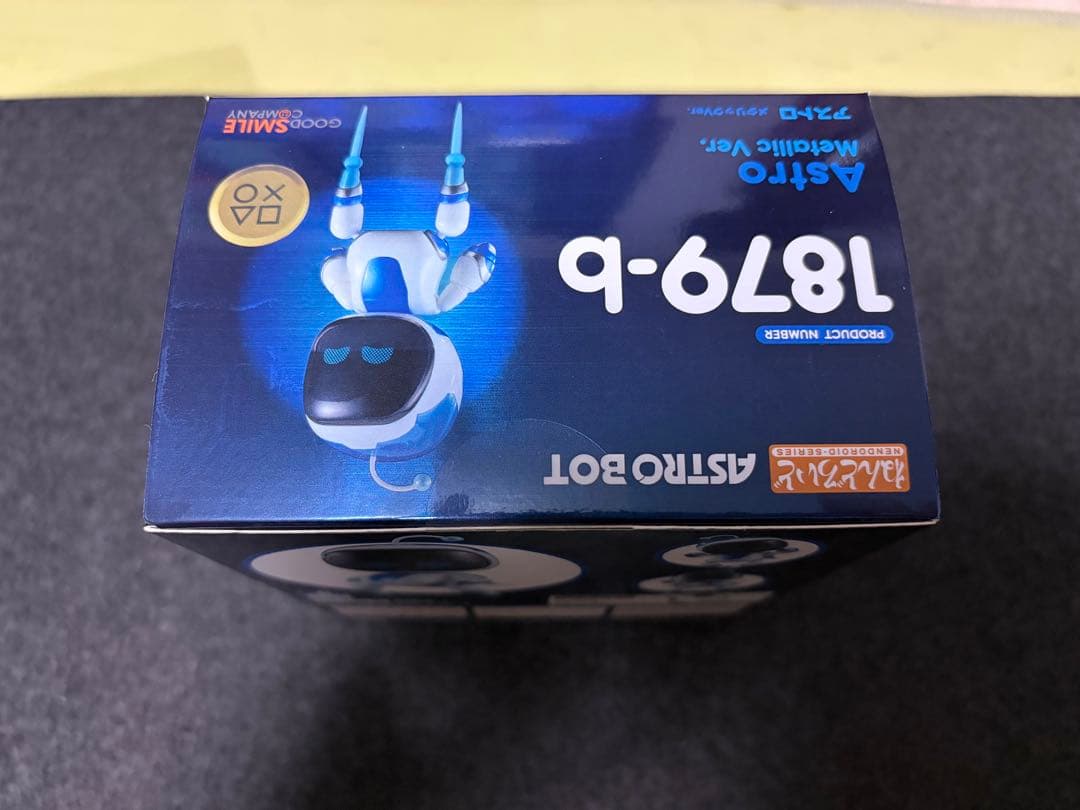 ねんどろいど
NENDOROID-SERIES
ASTRO BOT
PRODUCT NUMBER
1879-b
Astro
Metallic Ver.
アストロ メタリックVer.
GOOD SMILE
COMPANY